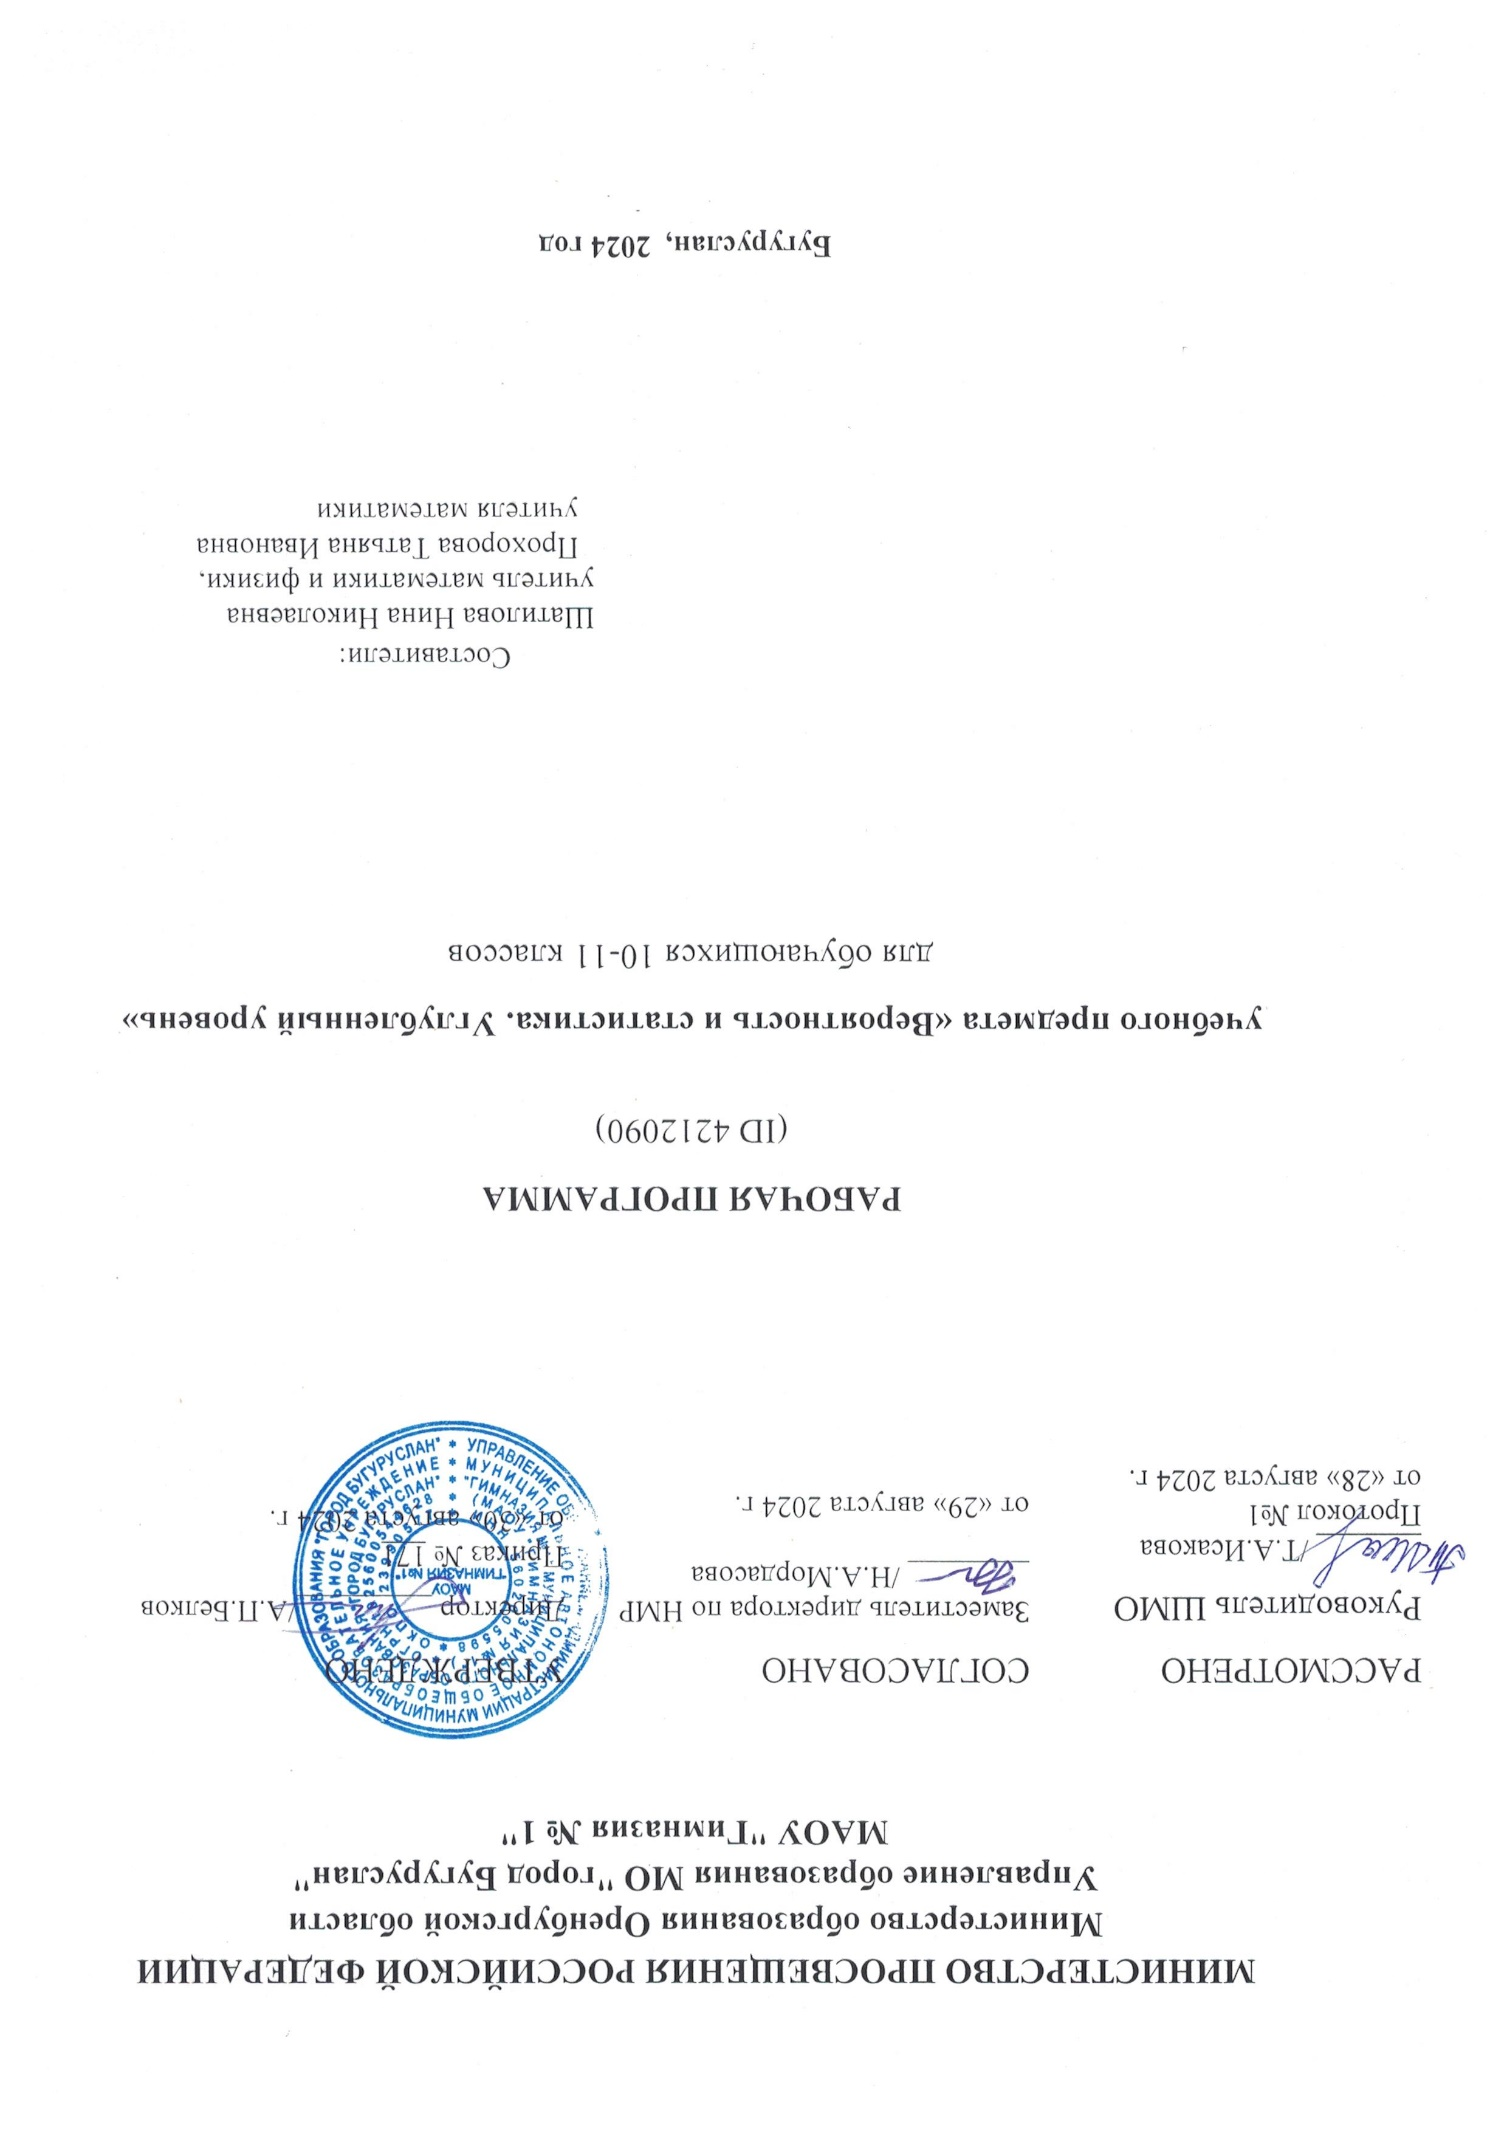 МИНИСТЕРСТВО ПРОСВЕЩЕНИЯ РОССИЙСКОЙ ФЕДЕРАЦИИ
Министерство образования Оренбургской области
Управление образования МО "город Бугуруслан"
МАОУ "Гимназия № 1"
РАССМОТРЕНО
Руководитель ШМО
/Т.А.Исакова
Протокол №1
от «28» августа 2024 г.
СОГЛАСОВАНО
Заместитель директора по НМР
/Н.А.Мордасова
от «29» августа 2024 г.
УТВЕРЖДЕНО
Директор /А.П.Белков
Приказ № 171
от «30» августа 2024 г.
МАОУ
"ГИМНАЗИЯ №1"
РАБОЧАЯ ПРОГРАММА
(ID 4212090)
учебного предмета «Вероятность и статистика. Углубленный уровень»
для обучающихся 10-11 классов
Составители:
Шатилова Нина Николаевна
учитель математики и физики,
Прохорова Татьяна Ивановна
учителя математики
Бугуруслан, 2024 год